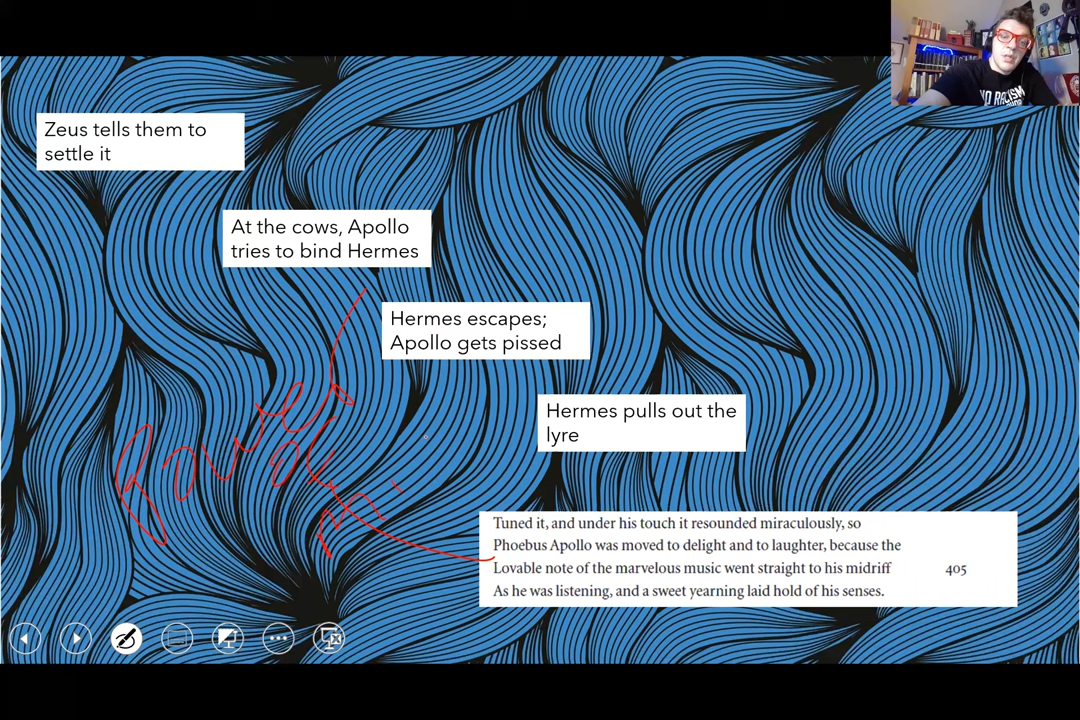 NO RACISM
Zeus tells them to
settle it
At the cows, Apollo
tries to bind Hermes
Hermes escapes;
Apollo gets pissed
Hermes pulls out the
lyre
Tuned it, and under his touch it resounded miraculously, so
Phoebus Apollo was moved to delight and to laughter, because the
Lovable note of the marvelous music went straight to his midriff 405
As he was listening, and a sweet yearning laid hold of his senses.